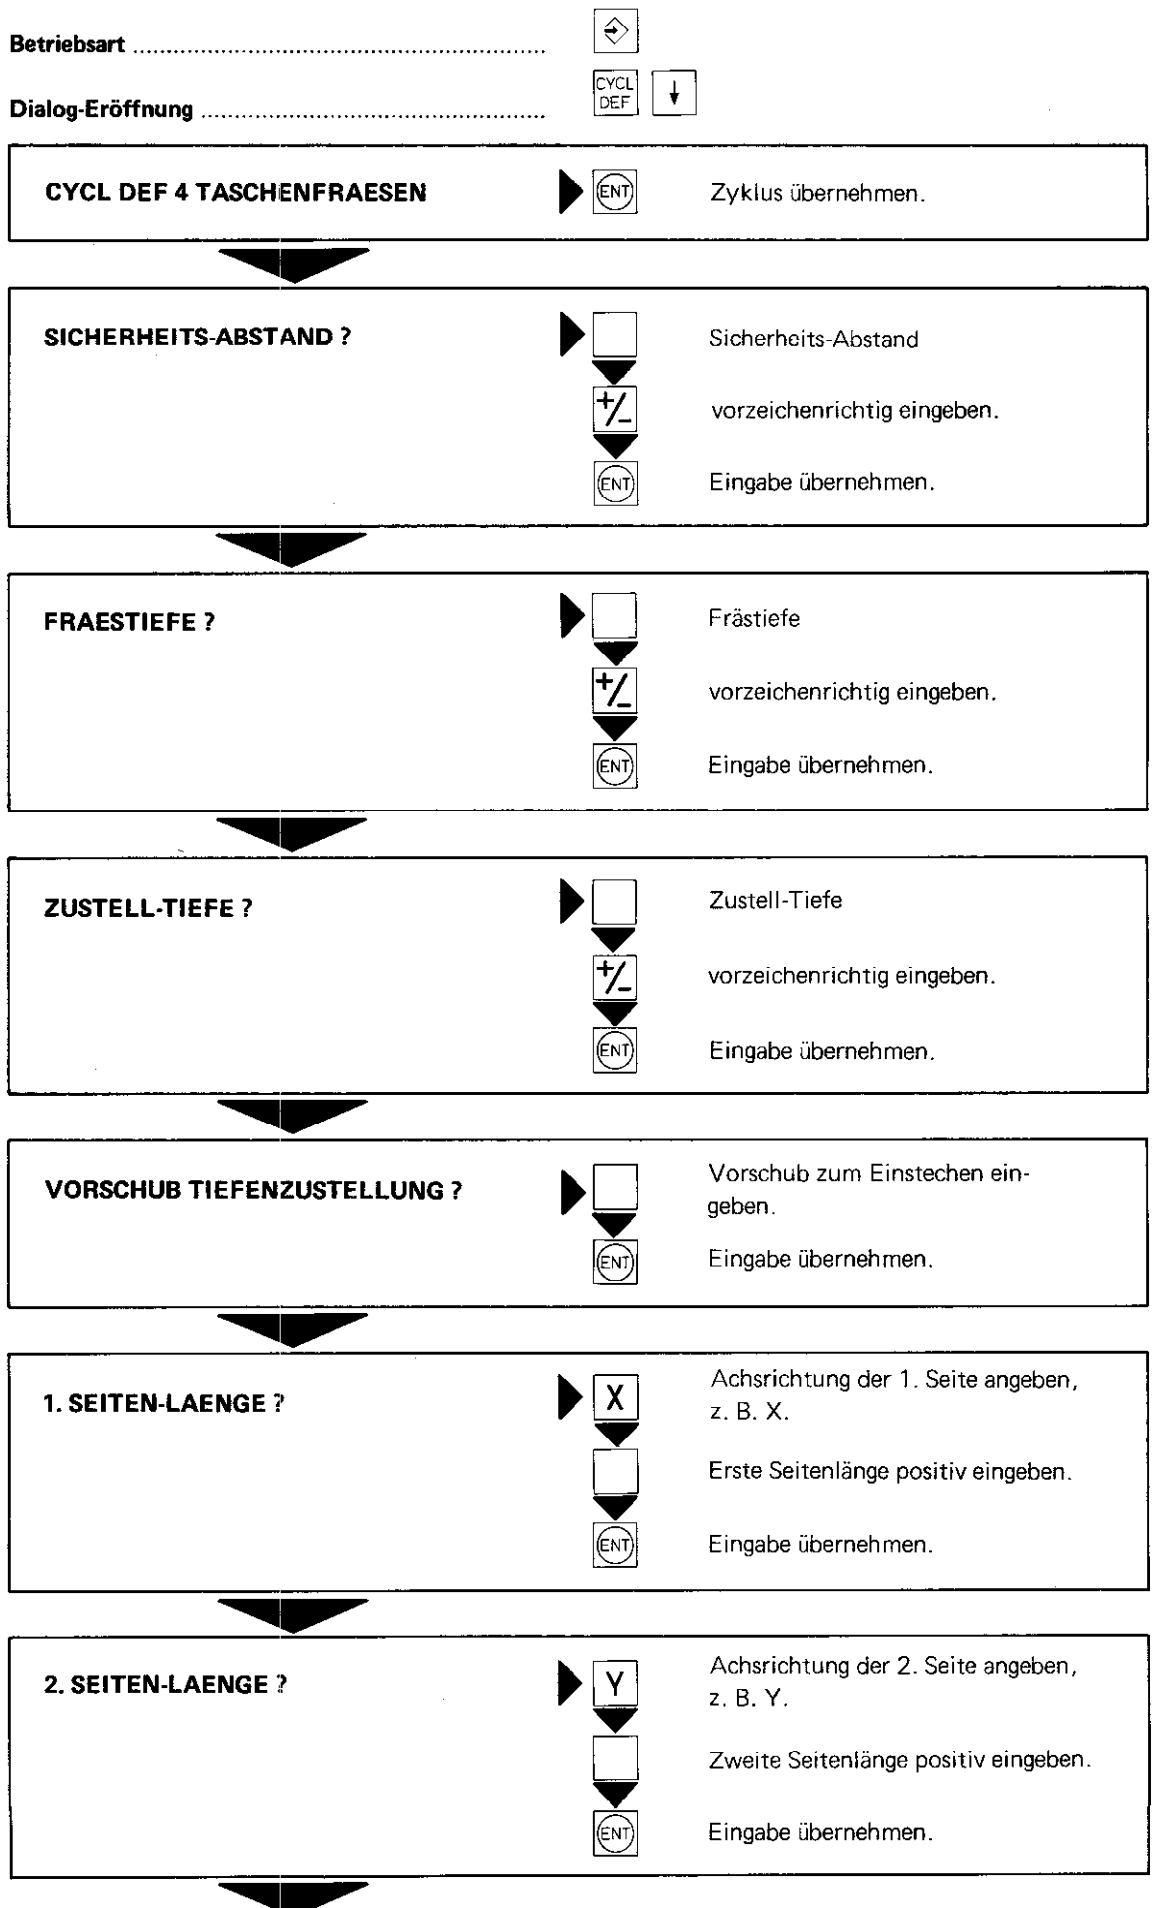 Betriebsart ......................................................
Dialog-Eröffnung .............................................
CYCL
DEF
CYCL DEF 4 TASCHENFRAESEN
ENT
Zyklus übernehmen.
SICHERHEITS-ABSTAND ?
Sicherheits-Abstand
+/-
vorzeichenrichtig eingeben.
ENT
Eingabe übernehmen.
FRAESTIEFE ?
Frästiefe
+/-
vorzeichenrichtig eingeben.
ENT
Eingabe übernehmen.
ZUSTELL-TIEFE ?
Zustell-Tiefe
+/-
vorzeichenrichtig eingeben.
ENT
Eingabe übernehmen.
VORSCHUB TIEFENZUSTELLUNG ?
Vorschub zum Einstechen ein-
geben.
ENT
Eingabe übernehmen.
1. SEITEN-LAENGE ?
X
Achsrichtung der 1. Seite angeben,
z. B. X.
Erste Seitenlänge positiv eingeben.
ENT
Eingabe übernehmen.
2. SEITEN-LAENGE ?
Y
Achsrichtung der 2. Seite angeben,
z. B. Y.
Zweite Seitenlänge positiv eingeben.
ENT
Eingabe übernehmen.